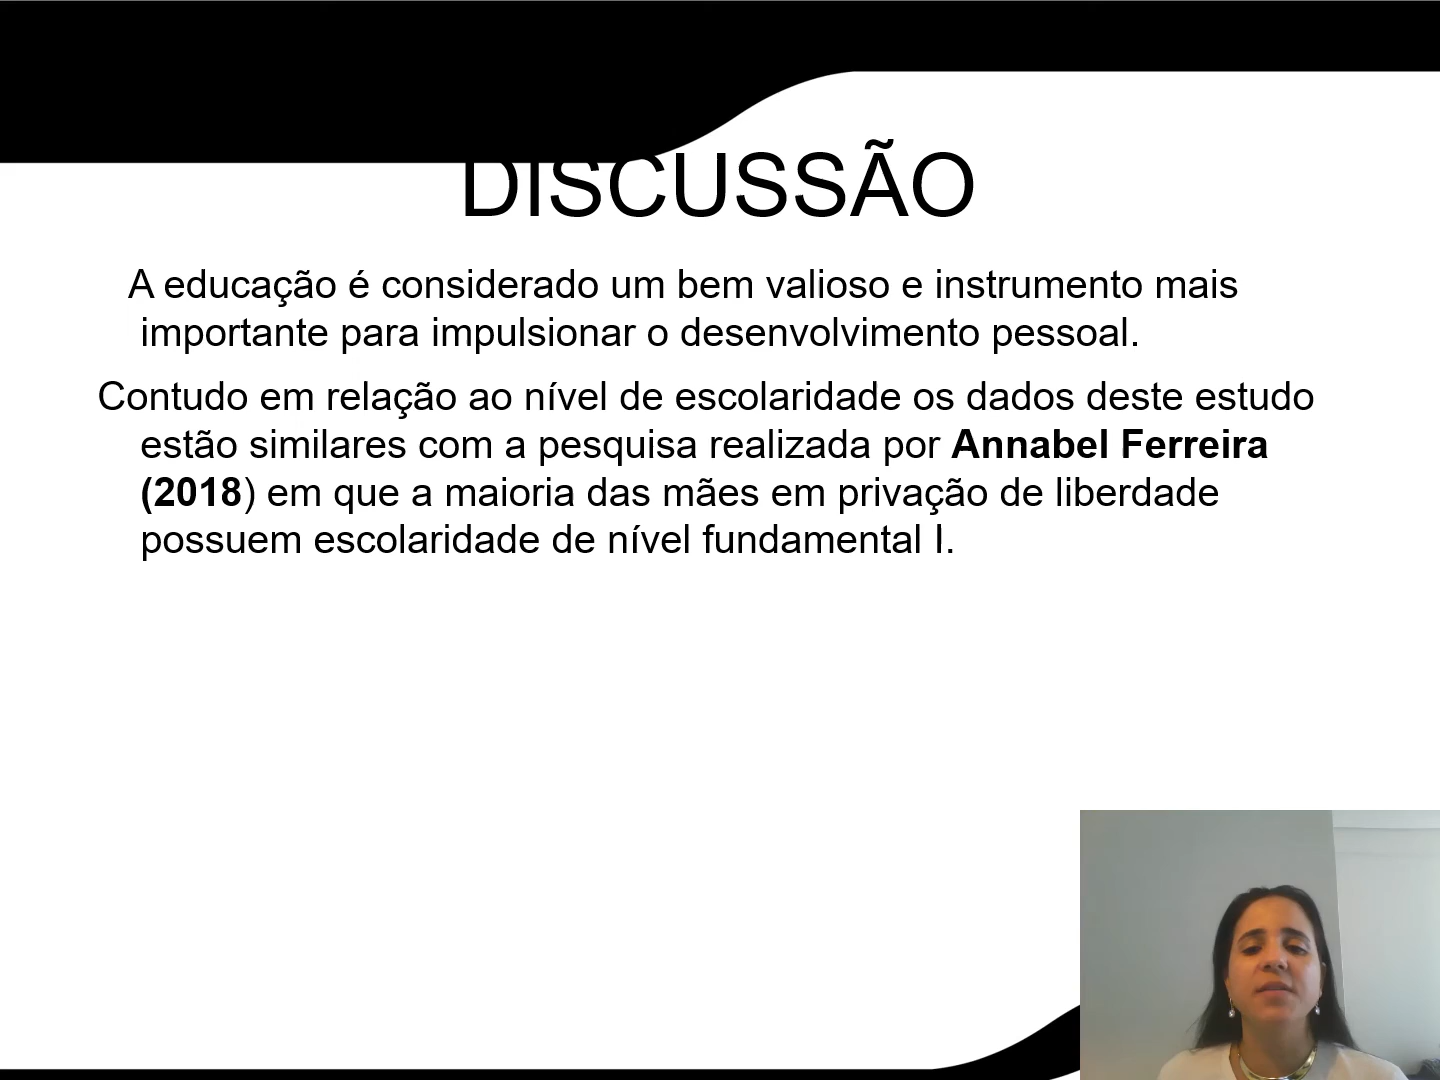 DISCUSSÃO
A educação é considerado um bem valioso e instrumento mais
importante para impulsionar o desenvolvimento pessoal.
Contudo em relação ao nível de escolaridade os dados deste estudo
estão similares com a pesquisa realizada por Annabel Ferreira
(2018) em que a maioria das mães em privação de liberdade
possuem escolaridade de nível fundamental I.